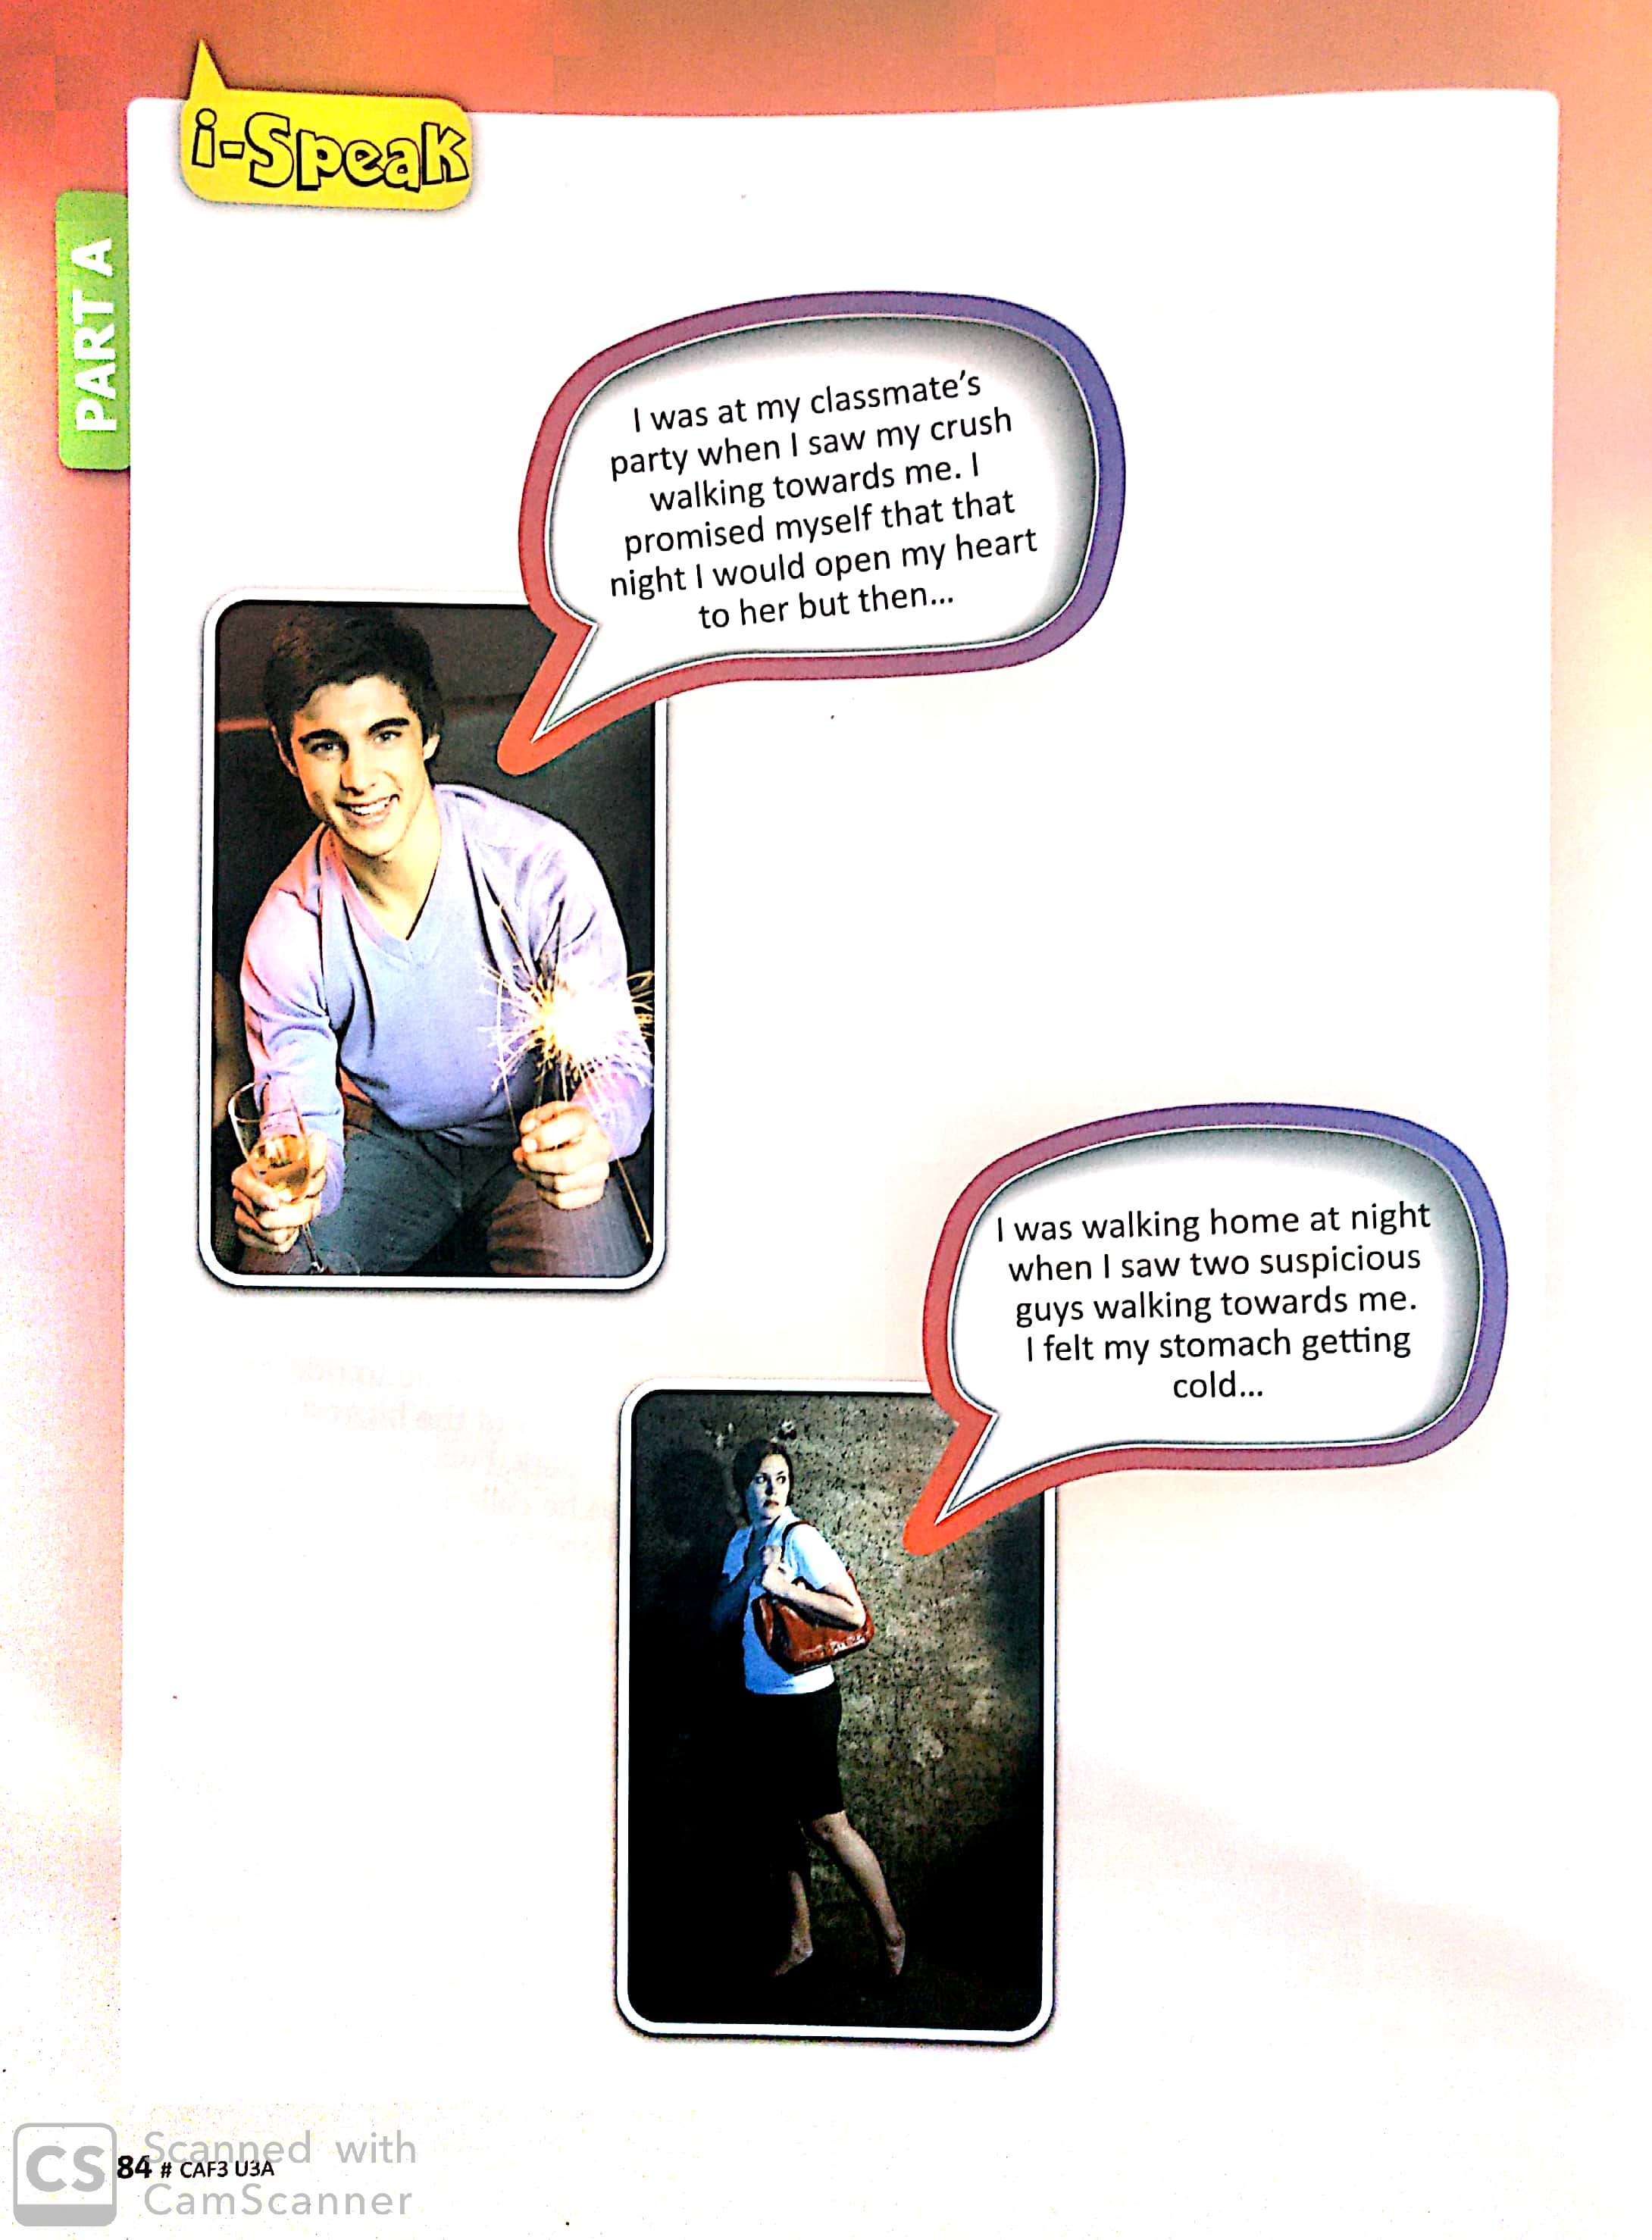 i-Speak
PART A
I was at my classmate's
party when I saw my crush
walking towards me. I
promised myself that that
night I would open my heart
to her but then...
I was walking home at night
when I saw two suspicious
guys walking towards me.
I felt my stomach getting
cold...
84 # CAF3 U3A
CS
Scanned with
CamScanner